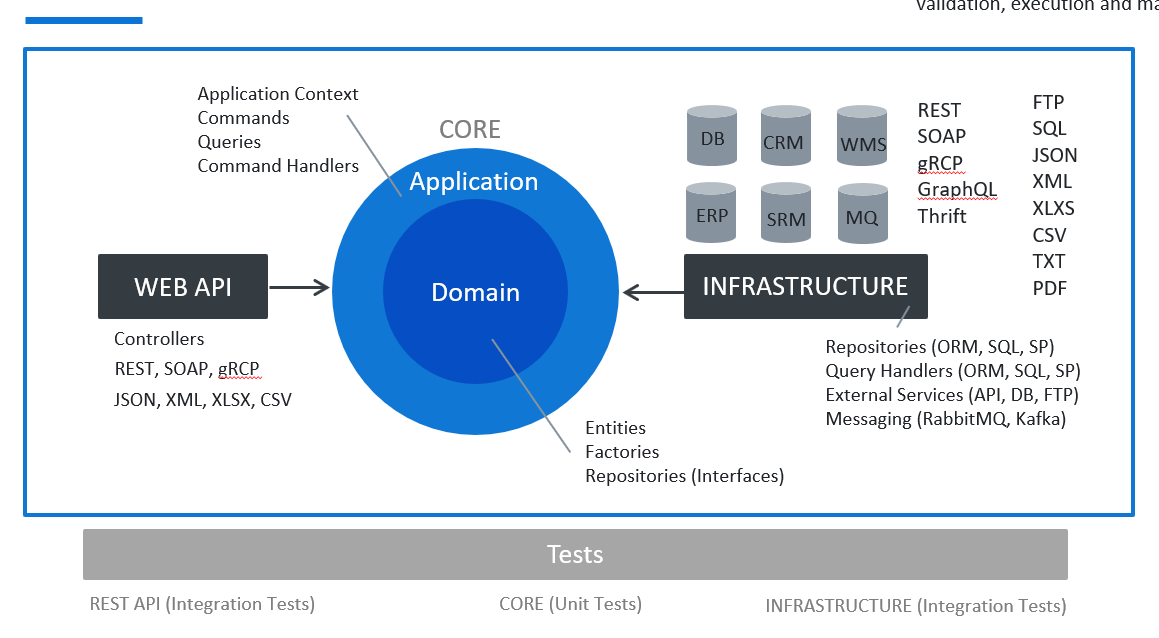 validation, execution and ma
Application Context
Commands
Queries
Command Handlers
CORE
Application
Domain
WEB API
Controllers
REST, SOAP, gRCP
JSON, XML, XLSX, CSV
Entities
Factories
Repositories (Interfaces)
DB
CRM
WMS
ERP
SRM
MQ
REST
SOAP
gRCP
GraphQL
Thrift
FTP
SQL
JSON
XML
XLXS
CSV
TXT
PDF
INFRASTRUCTURE
Repositories (ORM, SQL, SP)
Query Handlers (ORM, SQL, SP)
External Services (API, DB, FTP)
Messaging (RabbitMQ, Kafka)
Tests
REST API (Integration Tests)
CORE (Unit Tests)
INFRASTRUCTURE (Integration Tests)